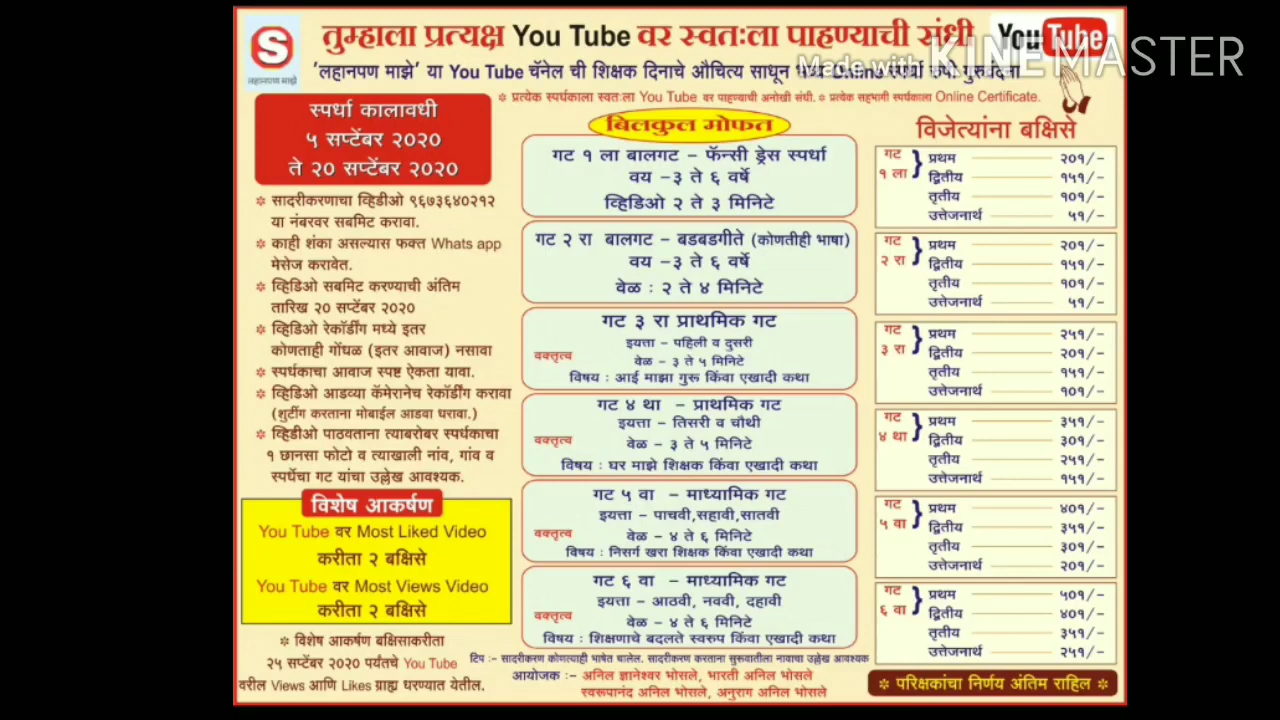 तुम्हाला प्रत्यक्ष You Tube वर स्वतःला पाहण्याची संधी
You Tube
Made with KINEMASTER
S
लहानपण माझे
'लहानपण माझे' या You Tube चॅनेल ची शिक्षक दिनाचे औचित्य साधून भव्य Online स्पर्धा रुपी गुरुवंदना
✲ प्रत्येक स्पर्धकाला स्वतःला You Tube वर पाहण्याची अनोखी संधी. ✲ प्रत्येक सहभागी स्पर्धकाला Online Certificate.
स्पर्धा कालावधी
५ सप्टेंबर २०२०
ते २० सप्टेंबर २०२०
✲ सादरीकरणाचा व्हिडीओ ९६७३६४०२१२
या नंबरवर सबमिट करावा.
✲ काही शंका असल्यास फक्त Whats app
मेसेज करावेत.
✲ व्हिडिओ सबमिट करण्याची अंतिम
तारिख २० सप्टेंबर २०२०
✲ व्हिडिओ रेकॉर्डींग मध्ये इतर
कोणताही गोंघळ (इतर आवाज) नसावा
✲ स्पर्धकाचा आवाज स्पष्ट ऐकता यावा.
✲ व्हिडिओ आडव्या कॅमेरानेच रेकॉर्डींग करावा
(शुटींग करताना मोबाईल आडवा धरावा.)
✲ व्हिडीओ पाठवताना त्याबरोबर स्पर्धकाचा
१ छानसा फोटो व त्याखाली नांव, गांव व
स्पर्धेचा गट यांचा उल्लेख आवश्यक.
विशेष आकर्षण
You Tube वर Most Liked Video
करीता २ बक्षिसे
You Tube वर Most Views Video
करीता २ बक्षिसे
✲ विशेष आकर्षण बक्षिसाकरीता
२५ सप्टेंबर २०२० पर्यंतचे You Tube
वरील Views आणि Likes ग्राह्य धरण्यात येतील.
बिलकुल मोफत
गट १ ला बालगट – फॅन्सी ड्रेस स्पर्धा
वय –३ ते ६ वर्षे
व्हिडिओ २ ते ३ मिनिटे
गट २ रा बालगट – बडबडगीते (कोणतीही भाषा)
वय –३ ते ६ वर्षे
वेळ : २ ते ४ मिनिटे
गट ३ रा प्राथमिक गट
इयत्ता – पहिली व दुसरी
वक्तृत्व वेळ – ३ ते ५ मिनिटे
विषय : आई माझा गुरू किंवा एखादी कथा
गट ४ था – प्राथमिक गट
इयत्ता – तिसरी व चौथी
वक्तृत्व वेळ – ३ ते ५ मिनिटे
विषय : घर माझे शिक्षक किंवा एखादी कथा
गट ५ वा – माध्यामिक गट
इयत्ता – पाचवी,सहावी,सातवी
वक्तृत्व वेळ – ४ ते ६ मिनिटे
विषय : निसर्ग खरा शिक्षक किंवा एखादी कथा
गट ६ वा – माध्यामिक गट
इयत्ता – आठवी, नववी, दहावी
वक्तृत्व वेळ – ४ ते ६ मिनिटे
विषय : शिक्षणाचे बदलते स्वरुप किंवा एखादी कथा
टिप :– सादरीकरण कोणत्याही भाषेत चालेल. सादरीकरण करताना सुरूवातीला नावाचा उल्लेख आवश्यक
आयोजक :– अनिल ज्ञानेश्वर भोसले, भारती अनिल भोसले
स्वरूपानंद अनिल भोसले, अनुराग अनिल भोसले
विजेत्यांना बक्षिसे
गट १ ला
प्रथम २०१/-
द्वितीय १५१/-
तृतीय १०१/-
उत्तेजनार्थ ५१/-
गट २ रा
प्रथम २०१/-
द्वितीय १५१/-
तृतीय १०१/-
उत्तेजनार्थ ५१/-
गट ३ रा
प्रथम २५१/-
द्वितीय २०१/-
तृतीय १५१/-
उत्तेजनार्थ १०१/-
गट ४ था
प्रथम ३५१/-
द्वितीय ३०१/-
तृतीय २५१/-
उत्तेजनार्थ १५१/-
गट ५ वा
प्रथम ४०१/-
द्वितीय ३५१/-
तृतीय ३०१/-
उत्तेजनार्थ २०१/-
गट ६ वा
प्रथम ५०१/-
द्वितीय ४०१/-
तृतीय ३५१/-
उत्तेजनार्थ २५१/-
✲ परिक्षकांचा निर्णय अंतिम राहिल ✲